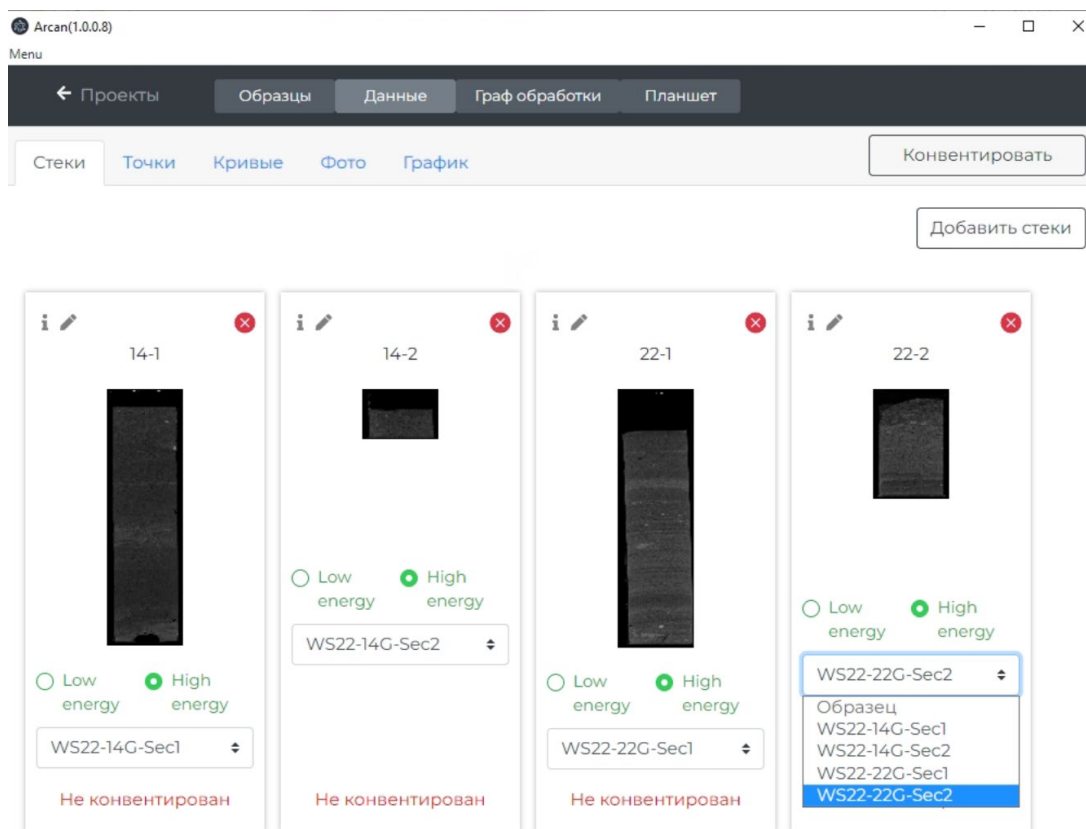 Arcan(1.0.0.8)
Menu
Проекты
Образцы
Данные
Граф обработки
Планшет
Стеки
Точки
Кривые
Фото
График
Конвентировать
Добавить стеки
14-1
Low energy
High energy
WS22-14G-Sec1
Не конвентирован
14-2
Low energy
High energy
WS22-14G-Sec2
Не конвентирован
22-1
Low energy
High energy
WS22-22G-Sec1
Не конвентирован
22-2
Low energy
High energy
WS22-22G-Sec2
Образец
WS22-14G-Sec1
WS22-14G-Sec2
WS22-22G-Sec1
WS22-22G-Sec2